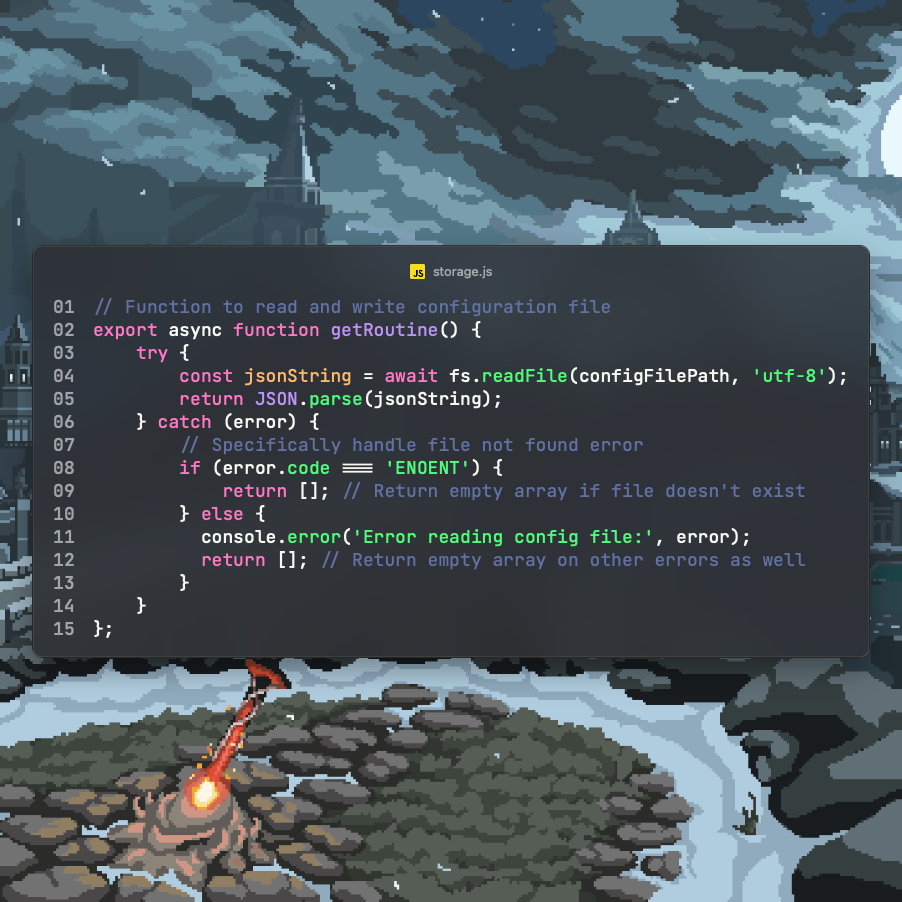 JS storage.js
01 // Function to read and write configuration file
02 export async function getRoutine() {
03     try {
04         const jsonString = await fs.readFile(configFilePath, 'utf-8');
05         return JSON.parse(jsonString);
06     } catch (error) {
07         // Specifically handle file not found error
08         if (error.code === 'ENOENT') {
09             return []; // Return empty array if file doesn't exist
10         } else {
11           console.error('Error reading config file:', error);
12           return []; // Return empty array on other errors as well
13         }
14     }
15 };